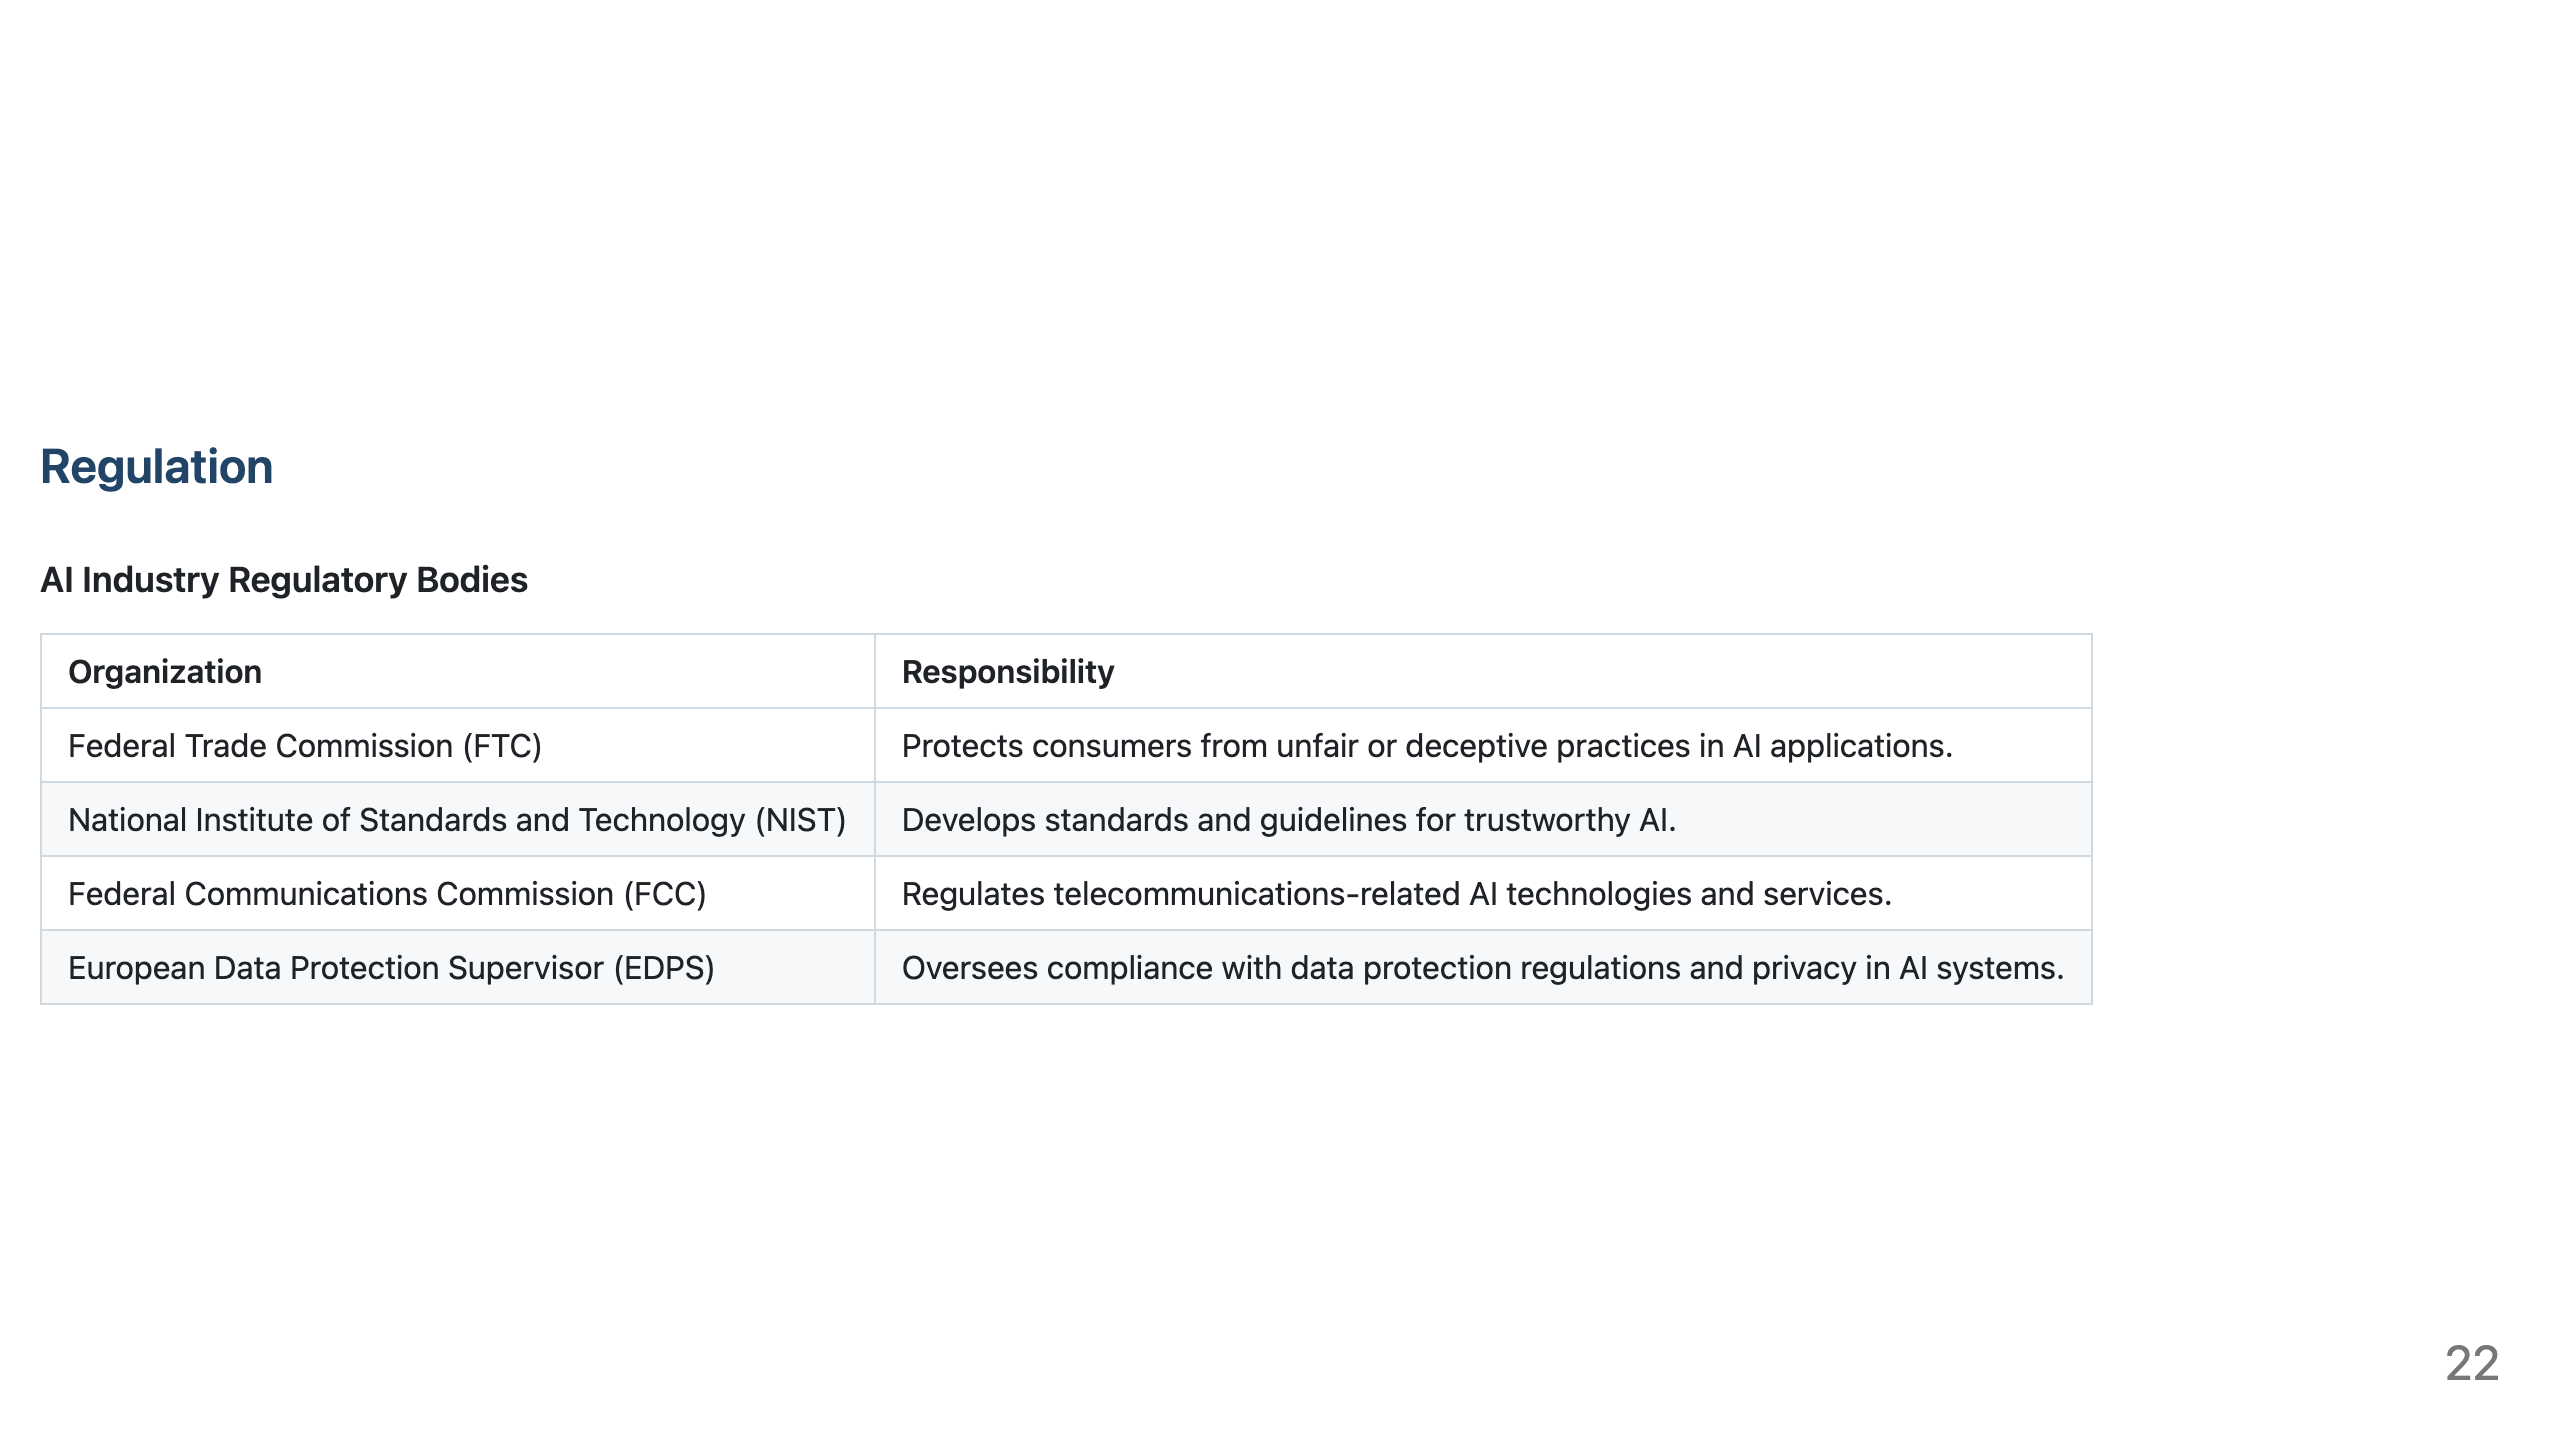 Regulation
AI Industry Regulatory Bodies
Organization Responsibility
Federal Trade Commission (FTC) Protects consumers from unfair or deceptive practices in AI applications.
National Institute of Standards and Technology (NIST) Develops standards and guidelines for trustworthy AI.
Federal Communications Commission (FCC) Regulates telecommunications-related AI technologies and services.
European Data Protection Supervisor (EDPS) Oversees compliance with data protection regulations and privacy in AI systems.
22